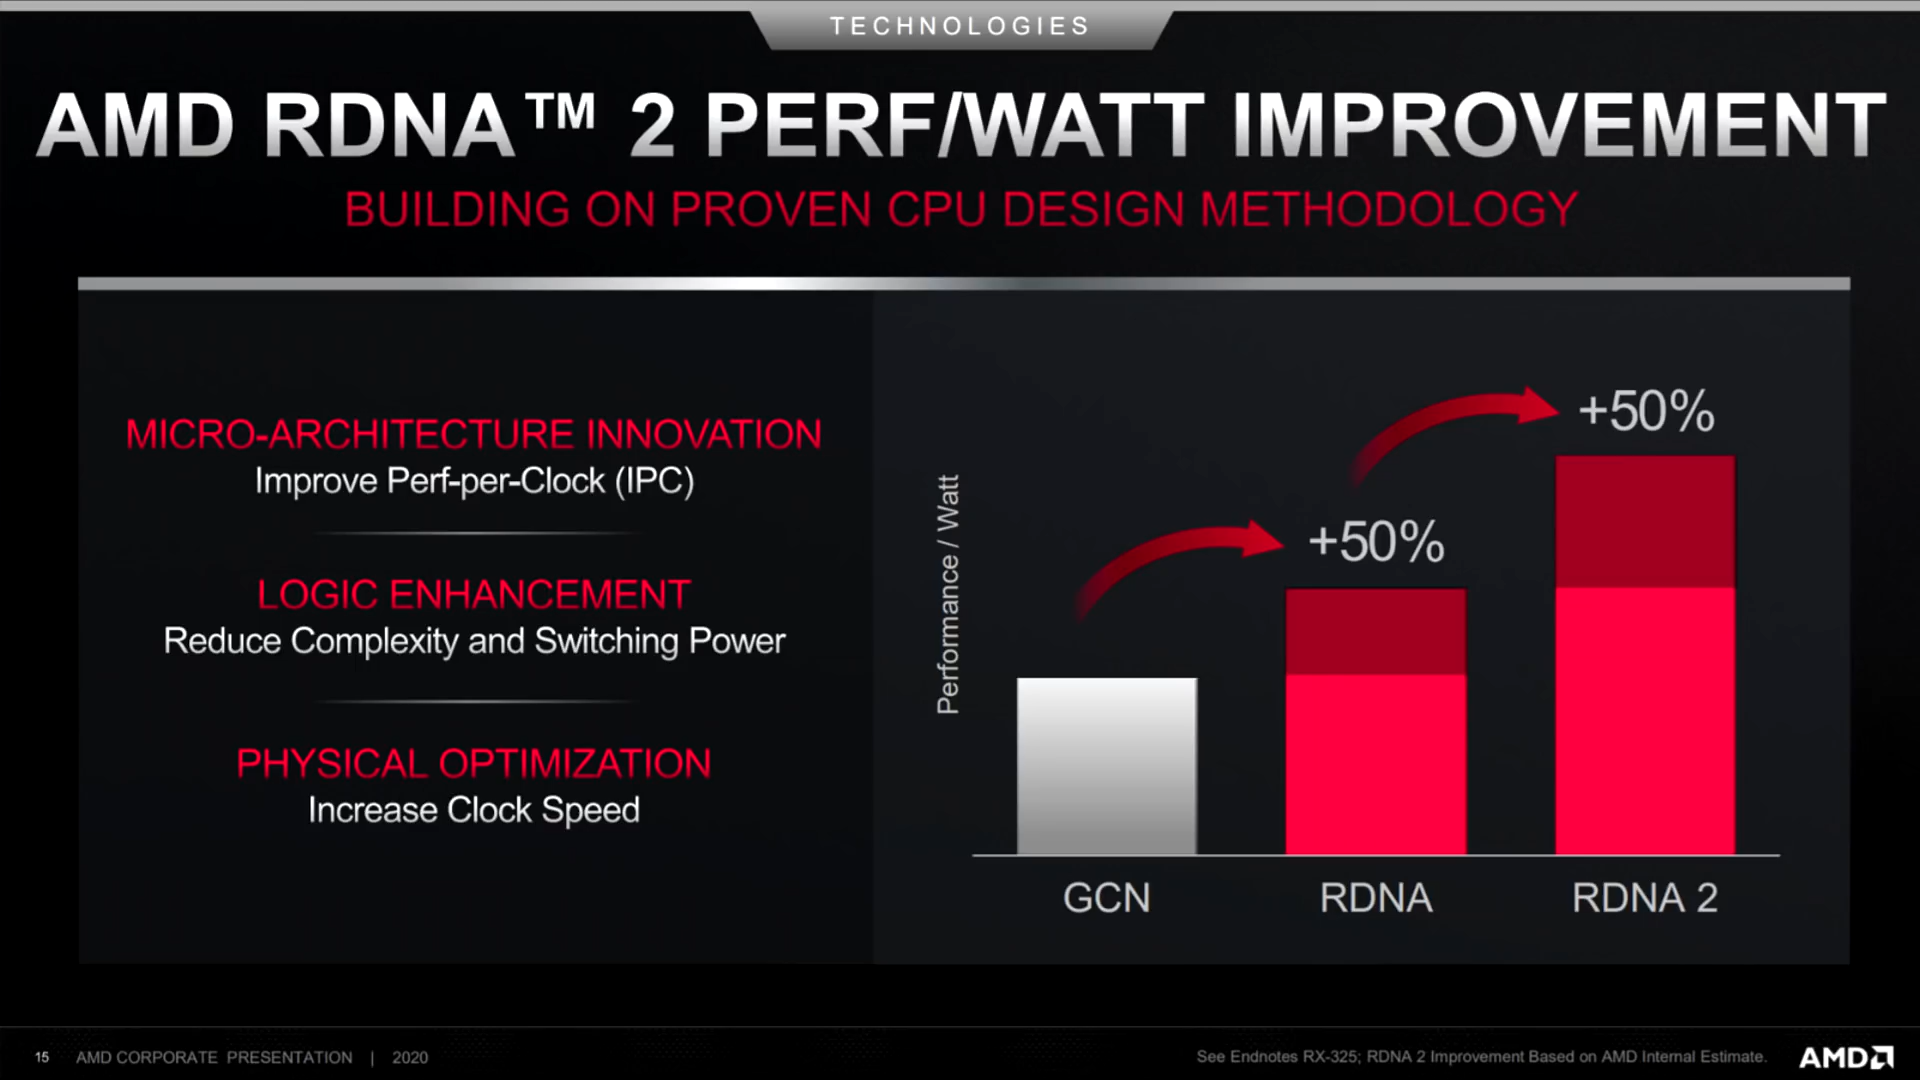 TECHNOLOGIES
AMD RDNA™ 2 PERF/WATT IMPROVEMENT
BUILDING ON PROVEN CPU DESIGN METHODOLOGY
MICRO-ARCHITECTURE INNOVATION
Improve Perf-per-Clock (IPC)
LOGIC ENHANCEMENT
Reduce Complexity and Switching Power
PHYSICAL OPTIMIZATION
Increase Clock Speed
Performance / Watt
+50%
+50%
GCN
RDNA
RDNA 2
15 AMD CORPORATE PRESENTATION | 2020
See Endnotes RX-325; RDNA 2 Improvement Based on AMD Internal Estimate.
AMD